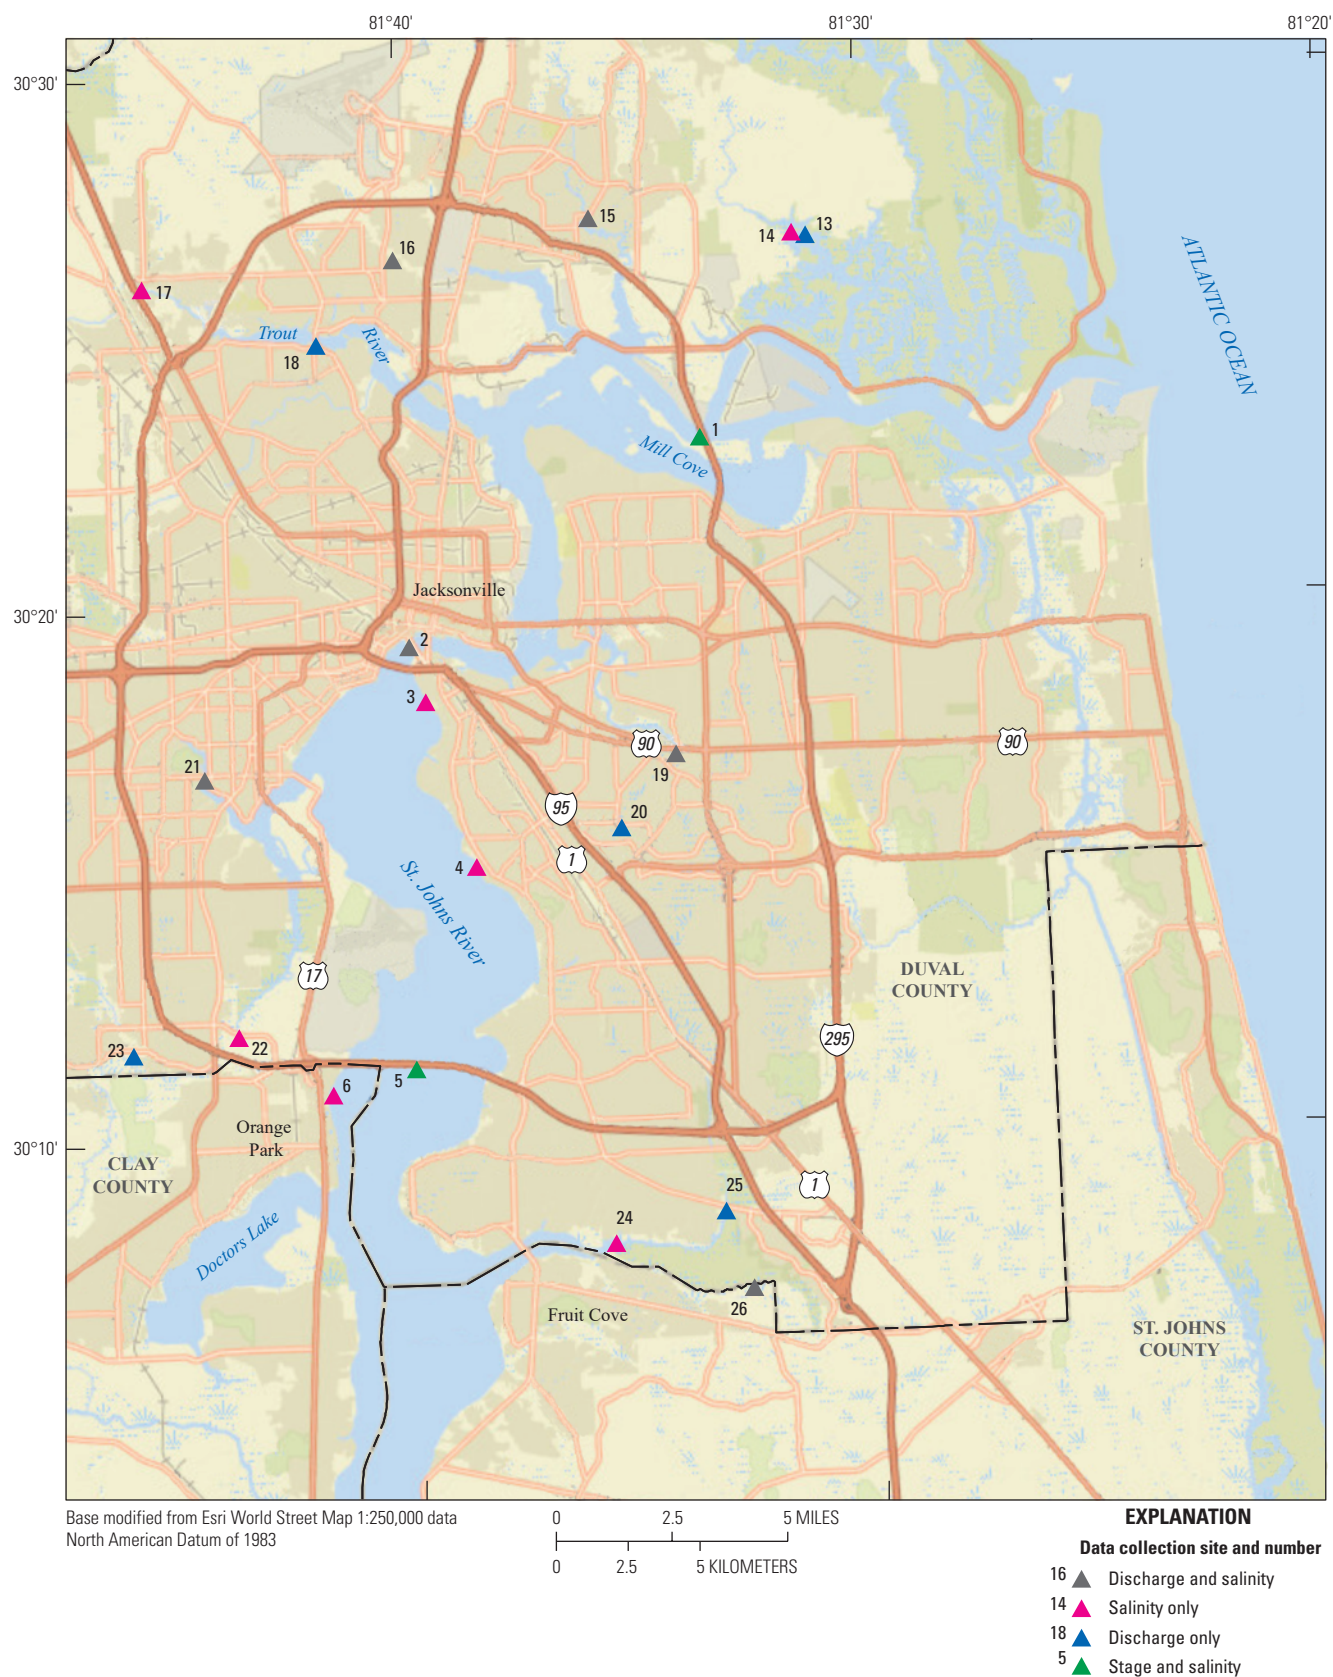 81°40'
81°30'
81°20'
30°30'
15
13
14
16
17
ATLANTIC OCEAN
Trout
River
18
1
Mill Cove
Jacksonville
30°20'
2
3
90
90
19
21
95
20
1
4
St. Johns River
DUVAL
COUNTY
17
295
22
23
5
6
Orange
Park
30°10'
CLAY
COUNTY
25
1
24
Doctors Lake
26
Fruit Cove
ST. JOHNS
COUNTY
Base modified from Esri World Street Map 1:250,000 data
North American Datum of 1983
0 2.5 5 MILES
0 2.5 5 KILOMETERS
EXPLANATION
Data collection site and number
16 Discharge and salinity
14 Salinity only
18 Discharge only
5 Stage and salinity